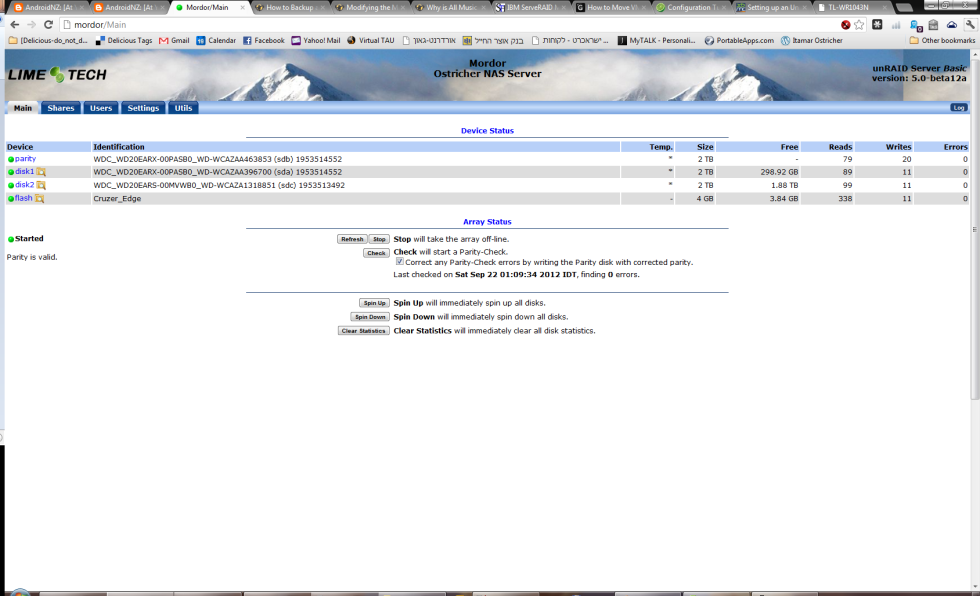 AndroidNZ: [At
AndroidNZ: [At
Mordor/Main
How to Backup
Modifying the M
Why is All Music
IBM ServeRAID
How to Move VI
Configuration T
Setting up an U
TL-WR1043N
mordor/Main
[Delicious-do_not_d...
Delicious Tags
Gmail
Calendar
Facebook
Yahoo! Mail
Virtual TAU
אורדרנט-גאון
בנק אוצר החייל
ישראכרט - לקוחות ...
MyTALK - Personali...
PortableApps.com
Itamar Ostricher
Other bookmarks
LIME TECH
Mordor
Ostricher NAS Server
unRAID Server Basic
version: 5.0-beta12a
Main Shares Users Settings Utils Log
Device Status
Device Identification Temp. Size Free Reads Writes Errors
parity WDC_WD20EARX-00PASB0_WD-WCAZAA463853 (sdb) 1953514552 * 2 TB - 79 20 0
disk1 WDC_WD20EARX-00PASB0_WD-WCAZAA396700 (sda) 1953514552 * 2 TB 298.92 GB 89 11 0
disk2 WDC_WD20EARS-00MVWB0_WD-WCAZA1318851 (sdc) 1953513492 * 2 TB 1.88 TB 99 11 0
flash Cruzer_Edge - 4 GB 3.84 GB 338 11 0
Array Status
Started
Refresh Stop Stop will take the array off-line.
Parity is valid.
Check Check will start a Parity-Check.
Correct any Parity-Check errors by writing the Parity disk with corrected parity.
Last checked on Sat Sep 22 01:09:34 2012 IDT, finding 0 errors.
Spin Up Spin Up will immediately spin up all disks.
Spin Down Spin Down will immediately spin down all disks.
Clear Statistics Clear Statistics will immediately clear all disk statistics.